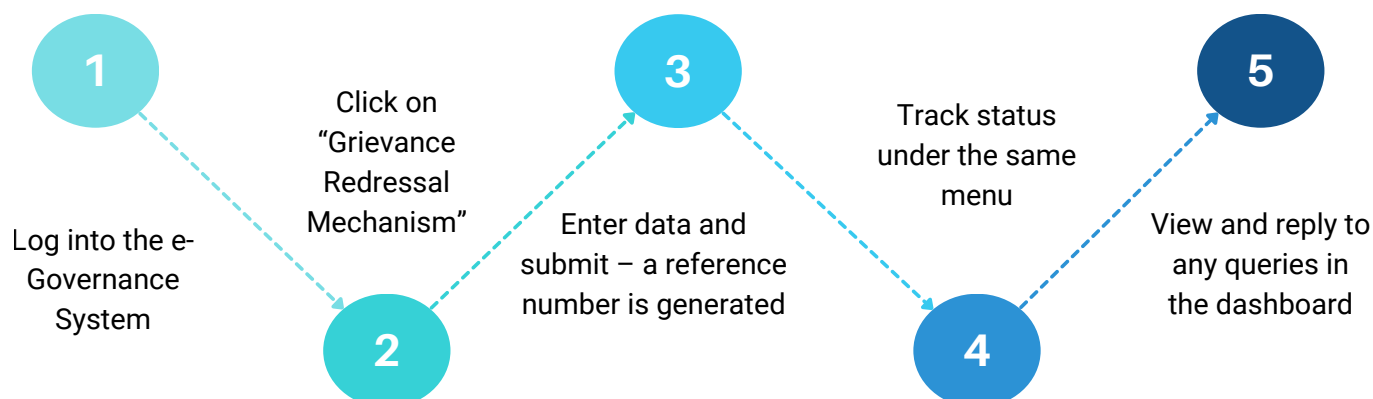 1
Log into the e-
Governance
System
2
Click on
“Grievance
Redressal
Mechanism”
3
Enter data and
submit – a reference
number is generated
4
Track status
under the same
menu
5
View and reply to
any queries in
the dashboard